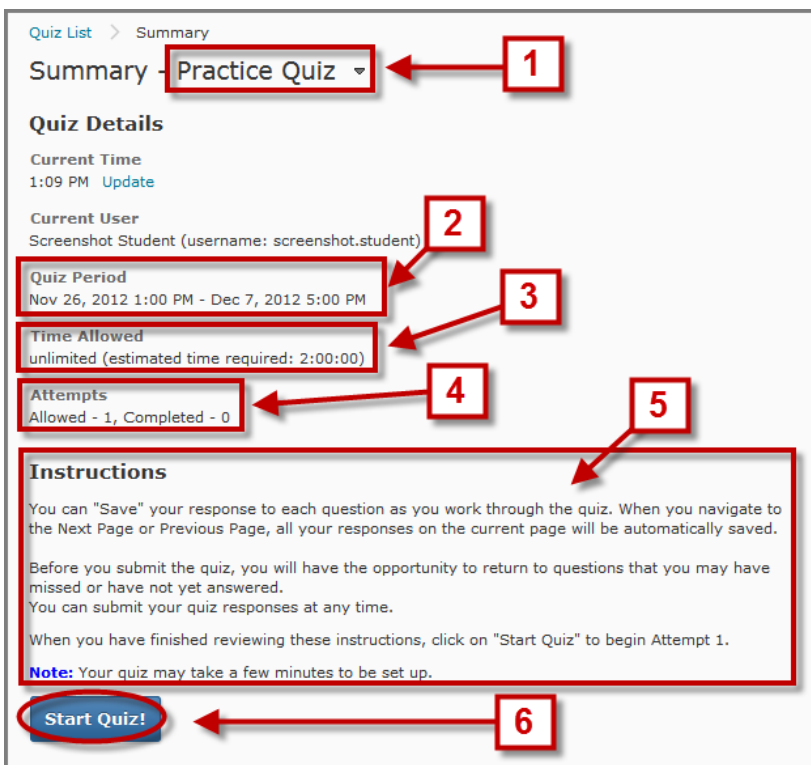 Quiz List > Summary
Summary - Practice Quiz
1
Quiz Details
Current Time
1:09 PM Update
Current User
Screenshot Student (username: screenshot.student)
2
Quiz Period
Nov 26, 2012 1:00 PM - Dec 7, 2012 5:00 PM
3
Time Allowed
unlimited (estimated time required: 2:00:00)
4
Attempts
Allowed - 1, Completed - 0
5
Instructions
You can "Save" your response to each question as you work through the quiz. When you navigate to
the Next Page or Previous Page, all your responses on the current page will be automatically saved.
Before you submit the quiz, you will have the opportunity to return to questions that you may have
missed or have not yet answered.
You can submit your quiz responses at any time.
When you have finished reviewing these instructions, click on "Start Quiz" to begin Attempt 1.
Note: Your quiz may take a few minutes to be set up.
Start Quiz!
6